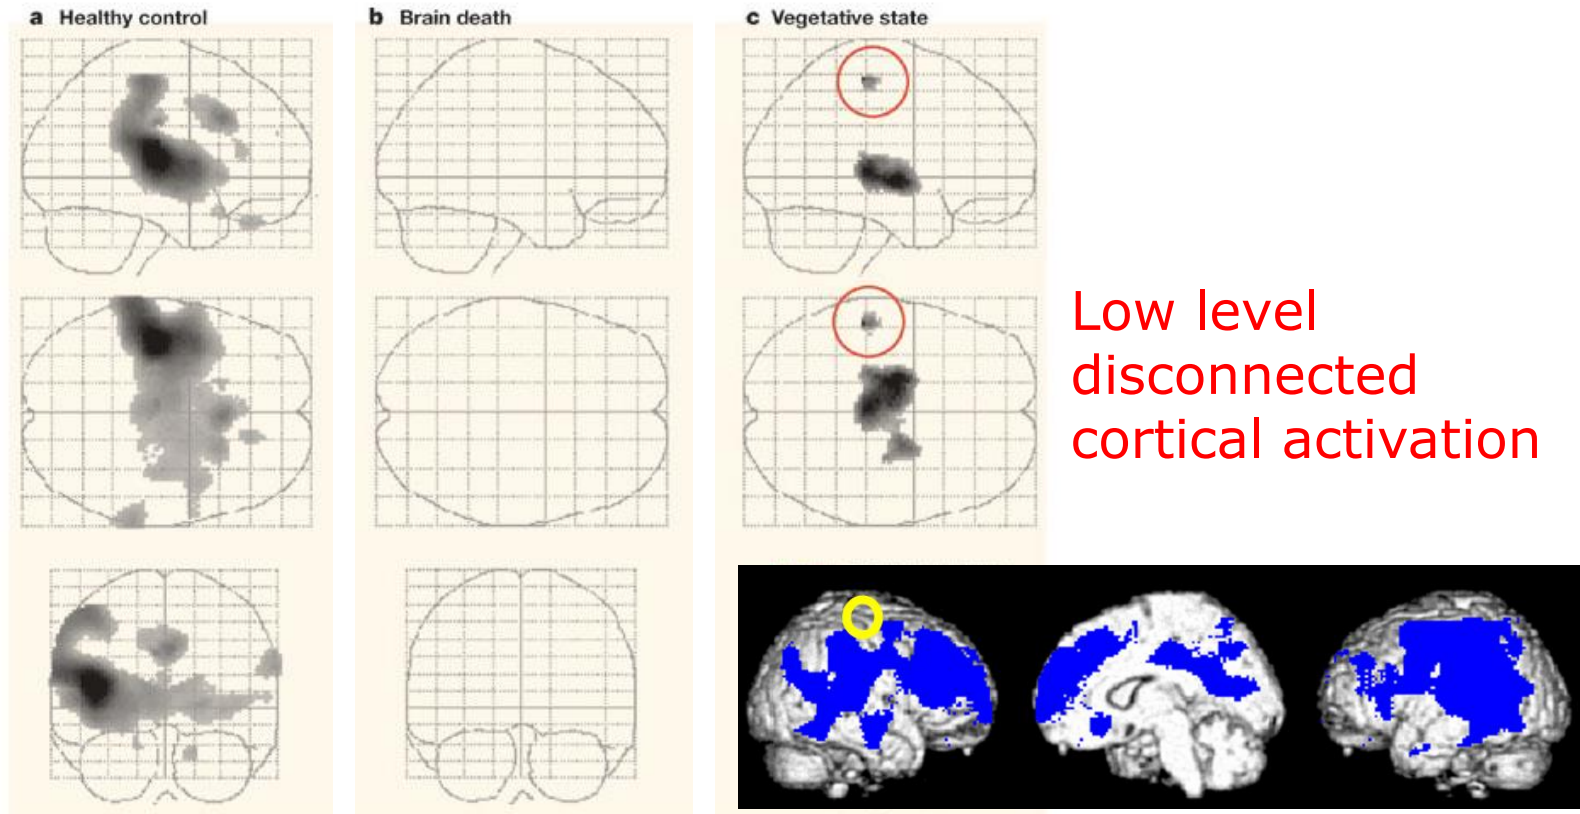 a Healthy control
b Brain death
c Vegetative state
Low level
disconnected
cortical activation